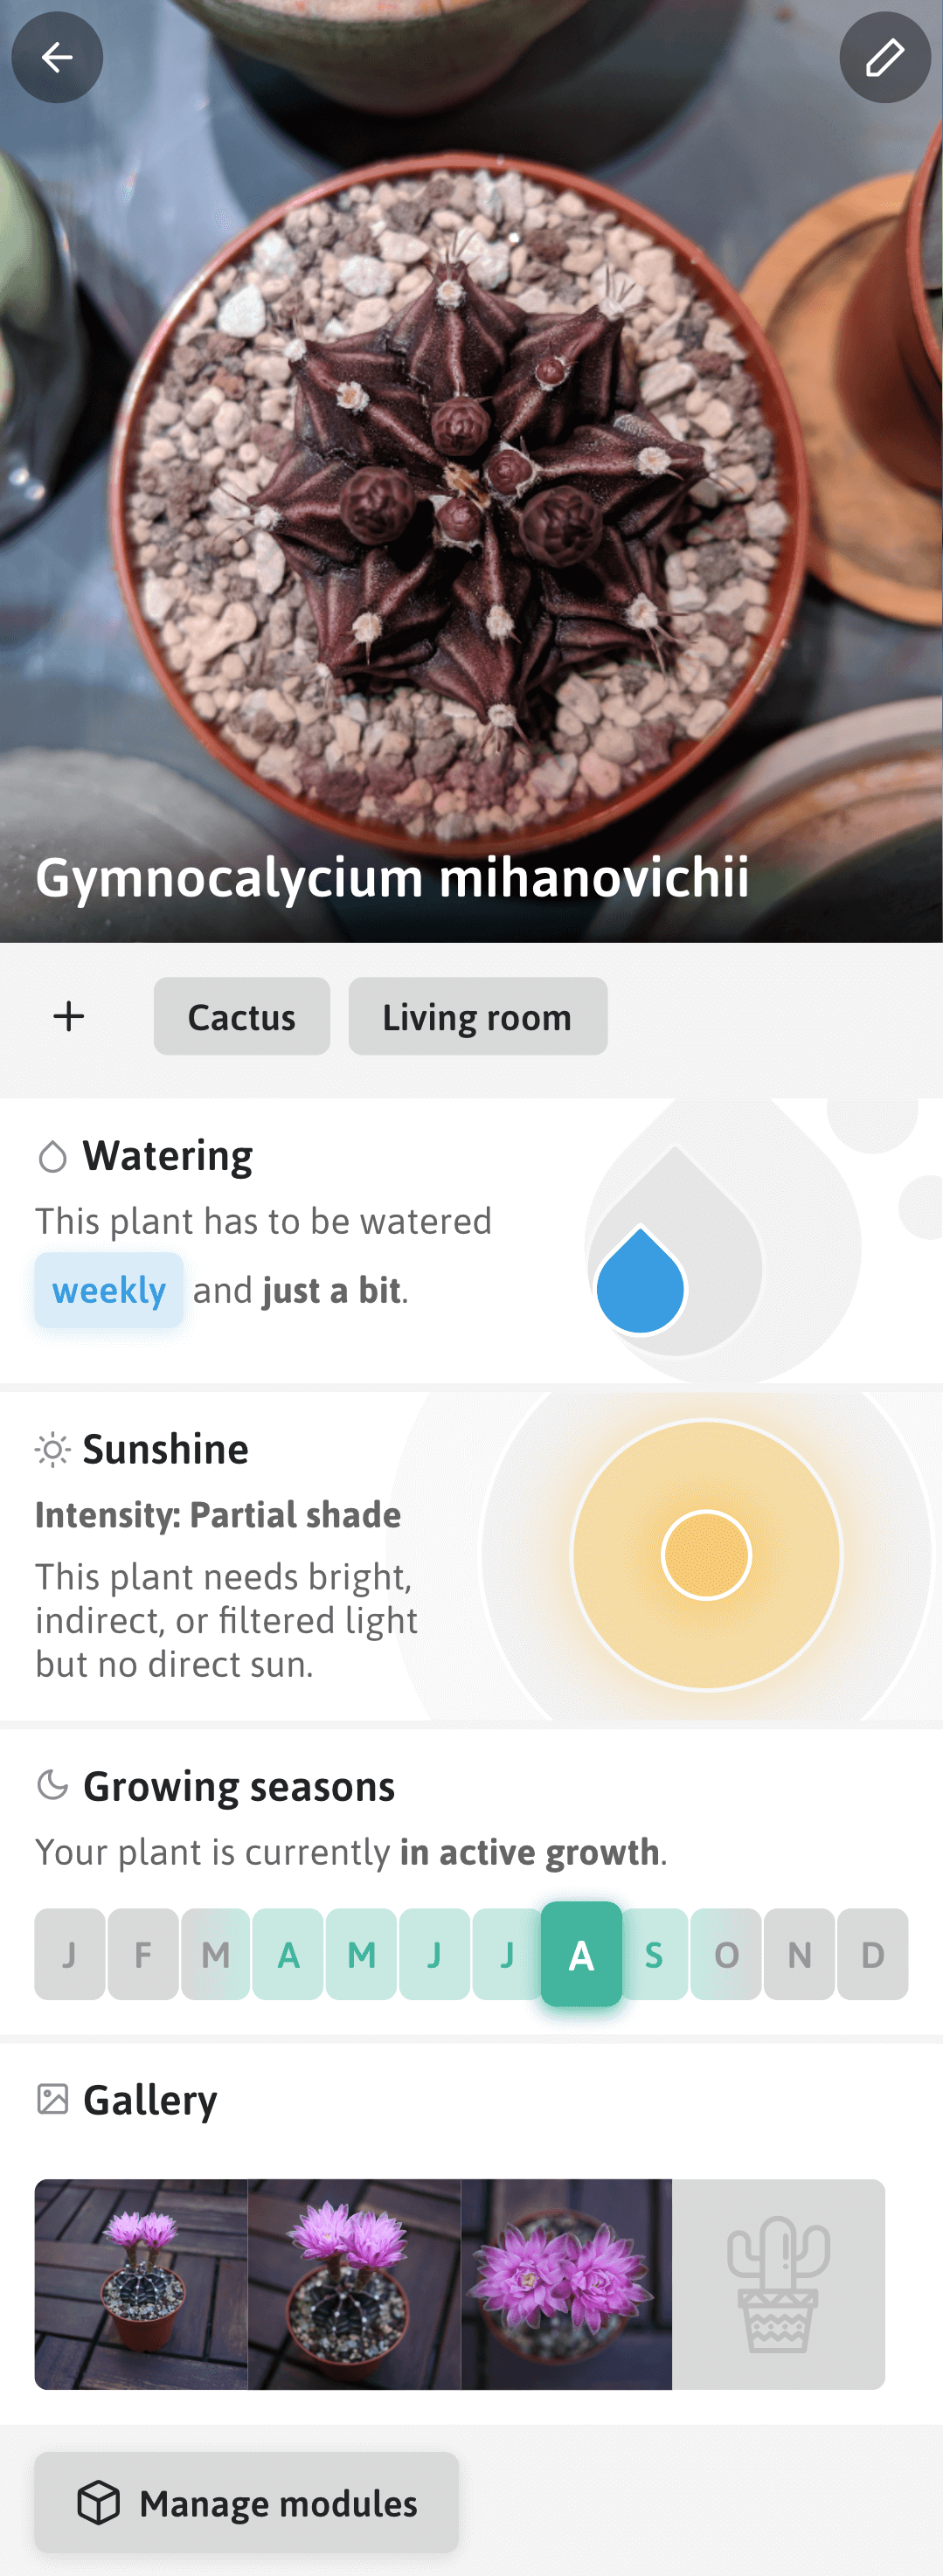 Gymnocalycium mihanovichii
Cactus
Living room
Watering
This plant has to be watered
weekly and just a bit.
Sunshine
Intensity: Partial shade
This plant needs bright,
indirect, or filtered light
but no direct sun.
Growing seasons
Your plant is currently in active growth.
J F M A M J J A S O N D
Gallery
Manage modules